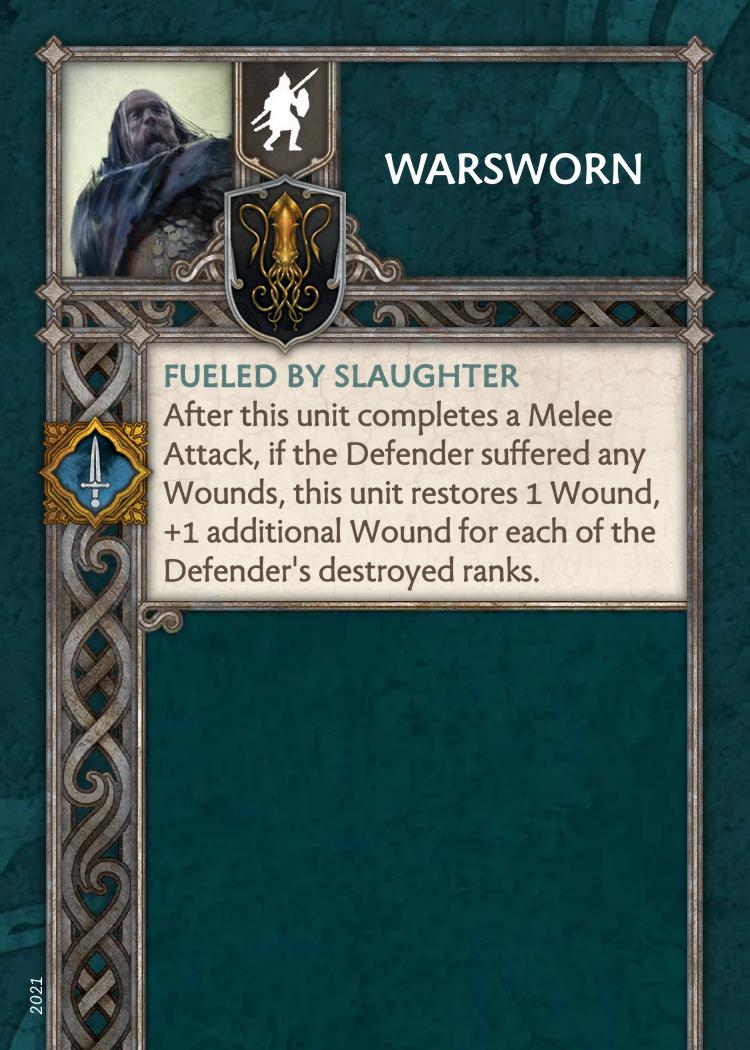 WARSWORN
FUELED BY SLAUGHTER
After this unit completes a Melee
Attack, if the Defender suffered any
Wounds, this unit restores 1 Wound,
+1 additional Wound for each of the
Defender's destroyed ranks.
2021